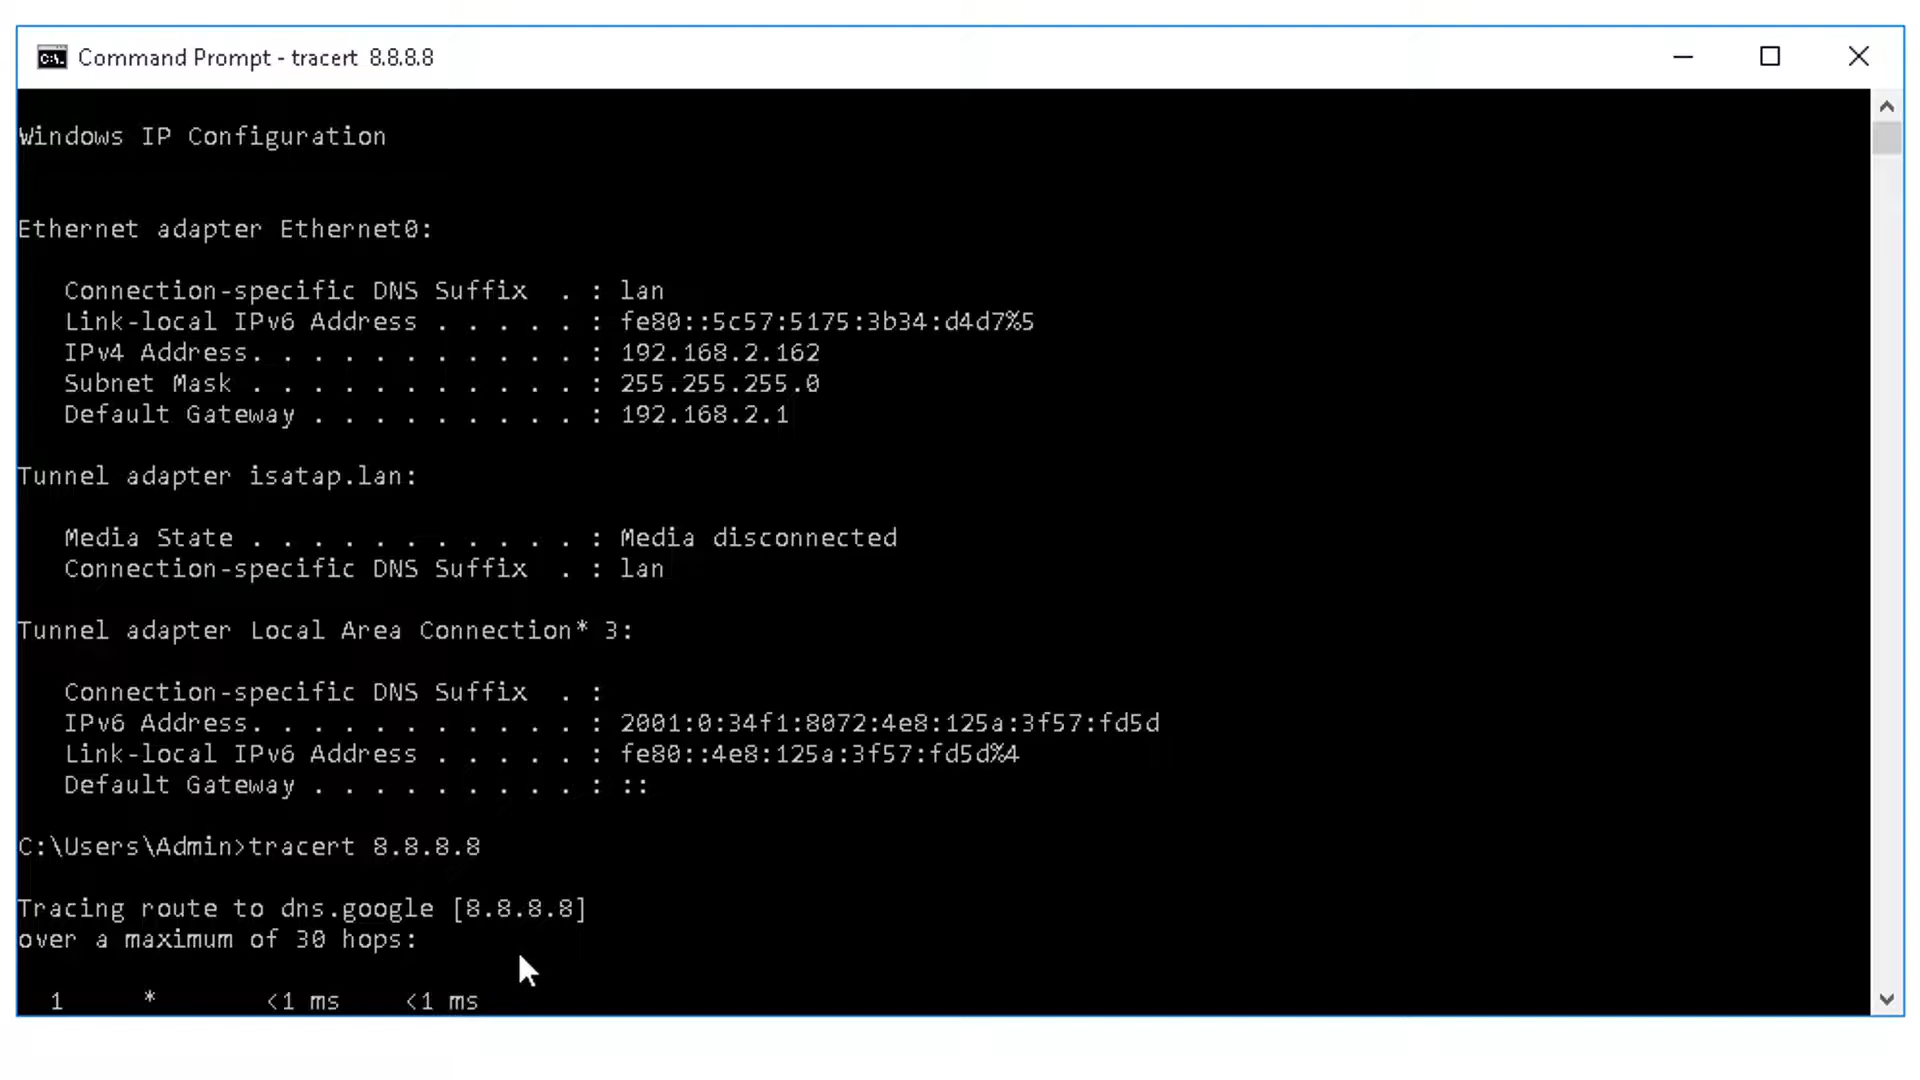 Command Prompt - tracert 8.8.8.8
Windows IP Configuration
Ethernet adapter Ethernet0:
   Connection-specific DNS Suffix  . : lan
   Link-local IPv6 Address . . . . . : fe80::5c57:5175:3b34:d4d7%5
   IPv4 Address. . . . . . . . . . . : 192.168.2.162
   Subnet Mask . . . . . . . . . . . : 255.255.255.0
   Default Gateway . . . . . . . . . : 192.168.2.1
Tunnel adapter isatap.lan:
   Media State . . . . . . . . . . . : Media disconnected
   Connection-specific DNS Suffix  . : lan
Tunnel adapter Local Area Connection* 3:
   Connection-specific DNS Suffix  . :
   IPv6 Address. . . . . . . . . . . : 2001:0:34f1:8072:4e8:125a:3f57:fd5d
   Link-local IPv6 Address . . . . . : fe80::4e8:125a:3f57:fd5d%4
   Default Gateway . . . . . . . . . : ::
C:\Users\Admin>tracert 8.8.8.8
Tracing route to dns.google [8.8.8.8]
over a maximum of 30 hops:
  1     *       <1 ms    <1 ms